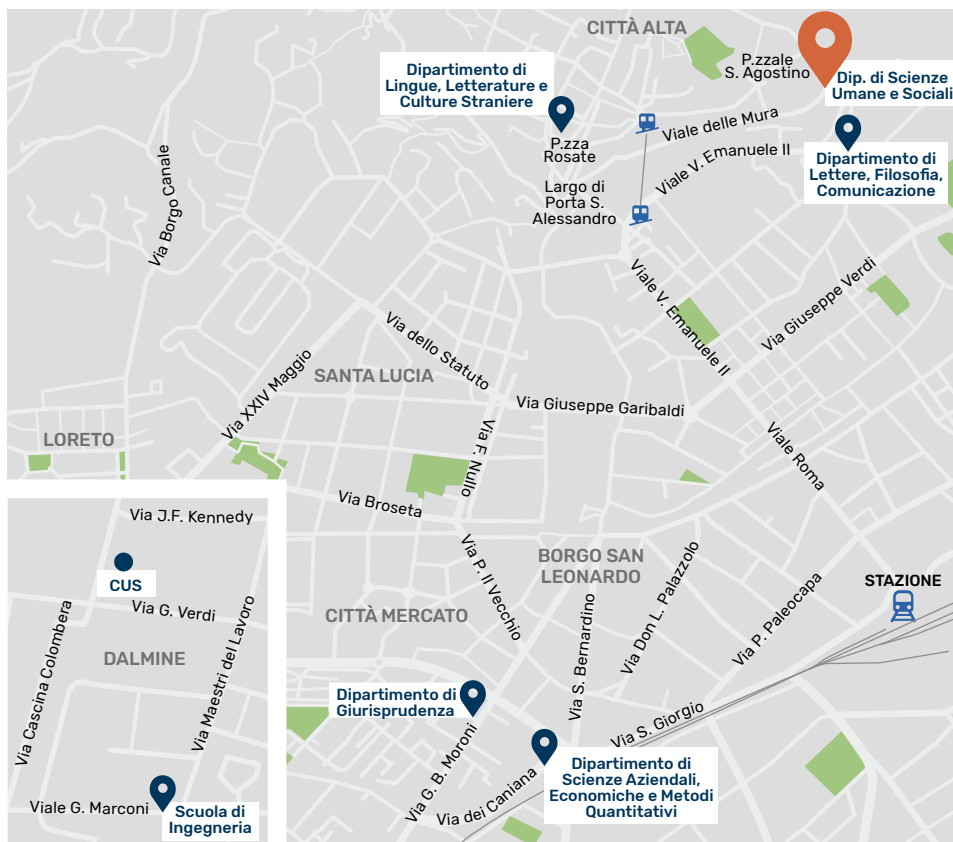 CITTÀ ALTA
P.zzale
S. Agostino
Dip. di Scienze
Umane e Sociali
Dipartimento di
Lingue, Letterature e
Culture Straniere
P.zza
Rosate
Viale delle Mura
Viale V. Emanuele II
Dipartimento di
Lettere, Filosofia,
Comunicazione
Largo di
Porta S.
Alessandro
Via Borgo Canale
Viale V. Emanuele II
Via Giuseppe Verdi
Via dello Statuto
Via XXIV Maggio
SANTA LUCIA
Via Giuseppe Garibaldi
LORETO
Via F. Nullo
Viale Roma
Via Broseta
Via P. Il Vecchio
BORGO SAN
LEONARDO
Via Don L. Palazzolo
Via P. Paleocapa
STAZIONE
CITTÀ MERCATO
Via S. Bernardino
Dipartimento di
Giurisprudenza
Via S. Giorgio
Via G. B. Moroni
Via dei Caniana
Dipartimento di
Scienze Aziendali,
Economiche e Metodi
Quantitativi
Via J.F. Kennedy
CUS
Via G. Verdi
Via Cascina Colombera
DALMINE
Via Maestri del Lavoro
Viale G. Marconi
Scuola di
Ingegneria